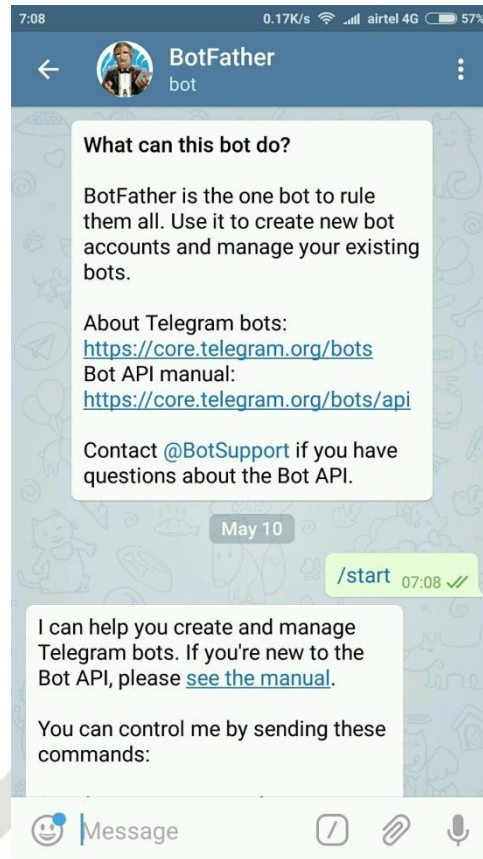 7:08
0.17K/s airtel 4G 57%
BotFather
bot
What can this bot do?
BotFather is the one bot to rule
them all. Use it to create new bot
accounts and manage your existing
bots.
About Telegram bots:
https://core.telegram.org/bots
Bot API manual:
https://core.telegram.org/bots/api
Contact @BotSupport if you have
questions about the Bot API.
May 10
/start 07:08
I can help you create and manage
Telegram bots. If you're new to the
Bot API, please see the manual.
You can control me by sending these
commands:
Message